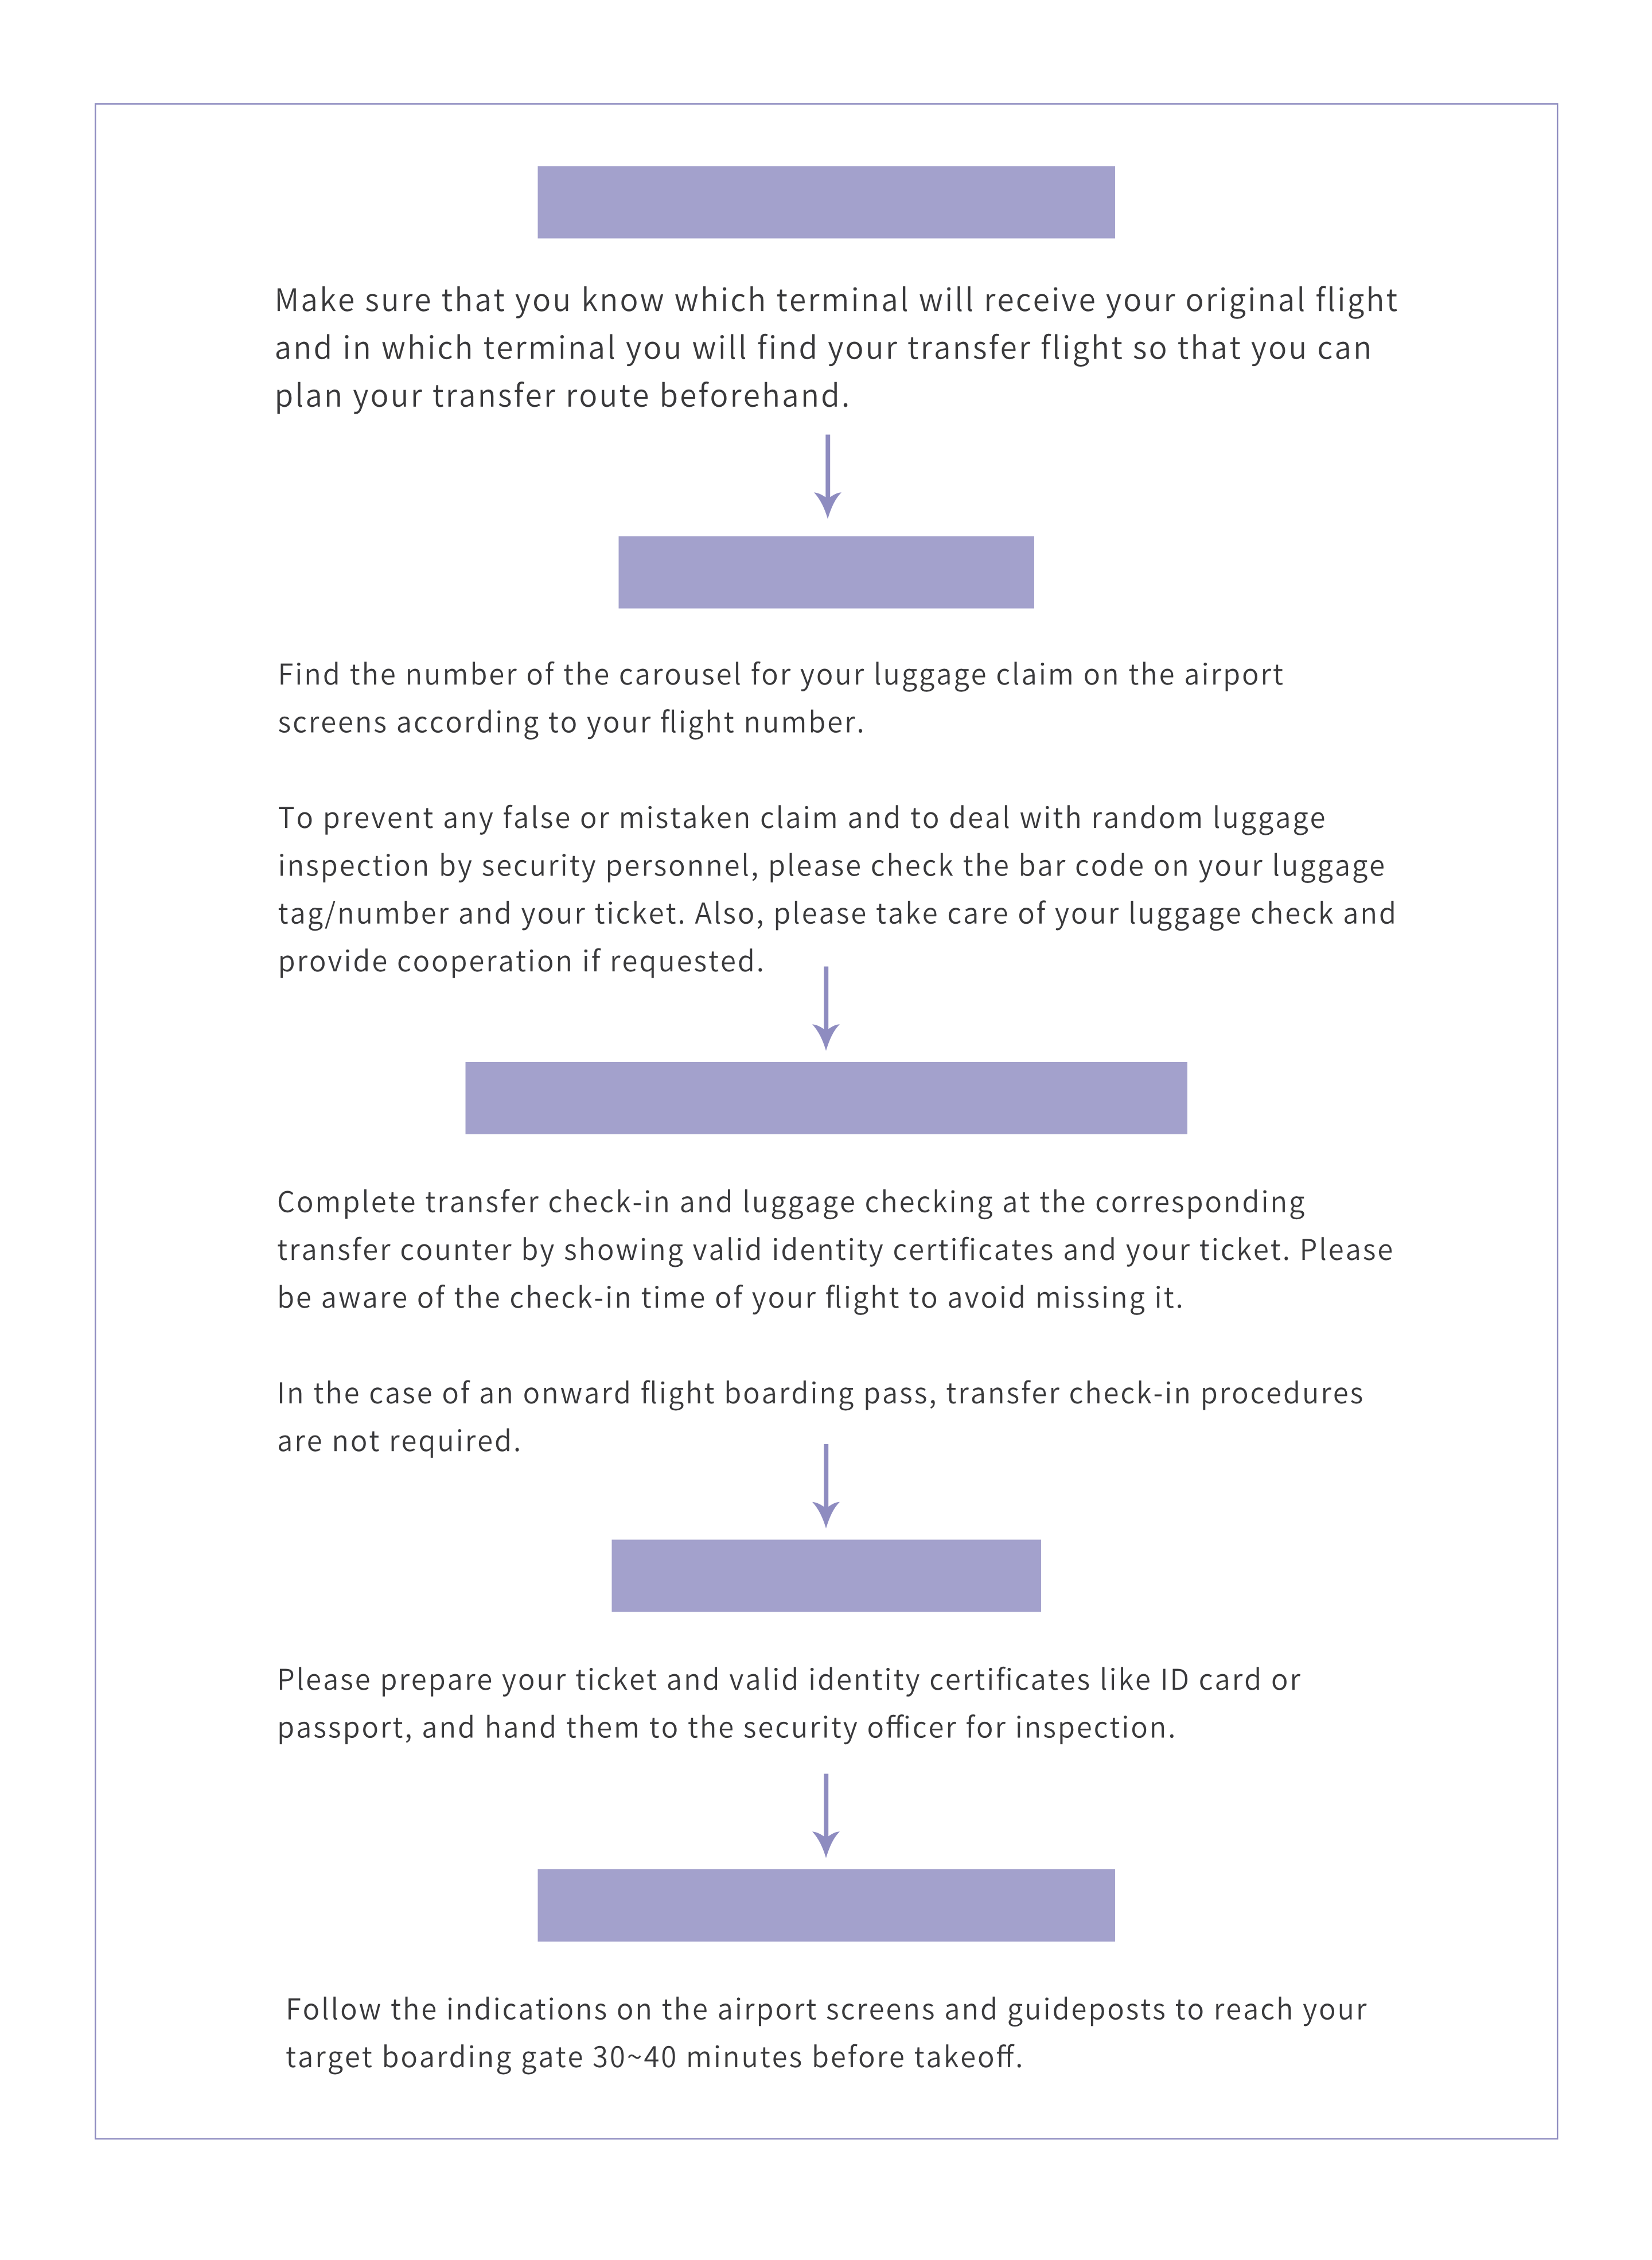 Make sure that you know which terminal will receive your original flight
and in which terminal you will find your transfer flight so that you can
plan your transfer route beforehand.
Find the number of the carousel for your luggage claim on the airport
screens according to your flight number.
To prevent any false or mistaken claim and to deal with random luggage
inspection by security personnel, please check the bar code on your luggage
tag/number and your ticket. Also, please take care of your luggage check and
provide cooperation if requested.
Complete transfer check-in and luggage checking at the corresponding
transfer counter by showing valid identity certificates and your ticket. Please
be aware of the check-in time of your flight to avoid missing it.
In the case of an onward flight boarding pass, transfer check-in procedures
are not required.
Please prepare your ticket and valid identity certificates like ID card or
passport, and hand them to the security officer for inspection.
Follow the indications on the airport screens and guideposts to reach your
target boarding gate 30~40 minutes before takeoff.